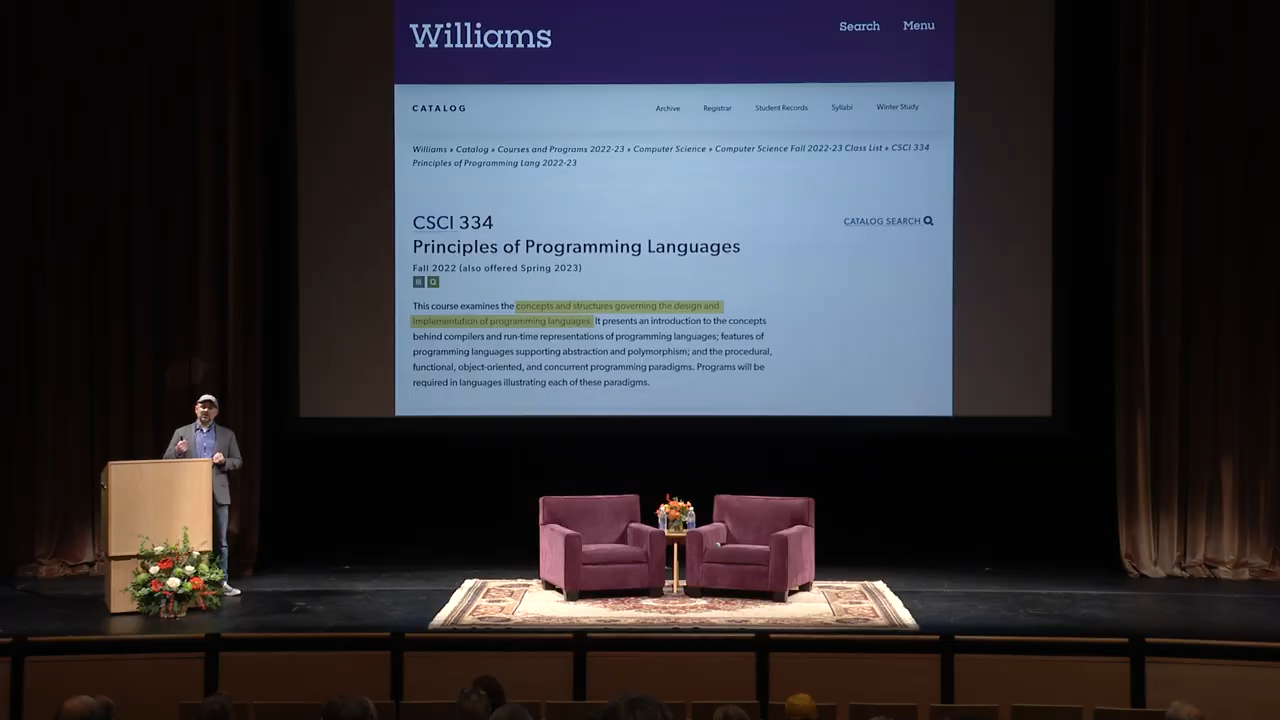 Williams
Search Menu
CATALOG
Archive Registrar Student Records Syllabi Winter Study
Williams » Catalog » Courses and Programs 2022-23 » Computer Science » Computer Science Fall 2022-23 Class List » CSCI 334
Principles of Programming Lang 2022-23
CSCI 334
CATALOG SEARCH
Principles of Programming Languages
Fall 2022 (also offered Spring 2023)
III Q
This course examines the concepts and structures governing the design and
implementation of programming languages. It presents an introduction to the concepts
behind compilers and run-time representations of programming languages; features of
programming languages supporting abstraction and polymorphism; and the procedural,
functional, object-oriented, and concurrent programming paradigms. Programs will be
required in languages illustrating each of these paradigms.